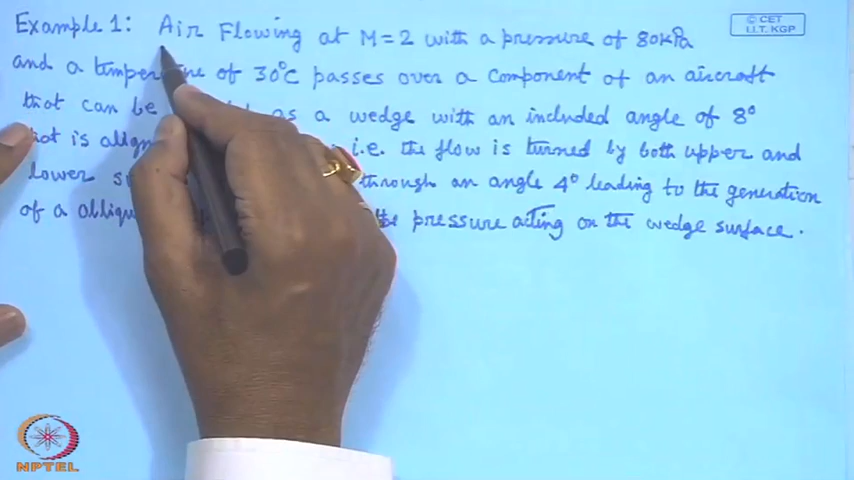 Example 1: Air Flowing at M = 2 with a pressure of 80kPa
and a of 30°C passes over a component of an aircraft
that can be as a wedge with an included angle of 8°
that is i.e. the flow is turned by both upper and
lower through an angle 4° leading to the generation
of a the pressure acting on the wedge surface.
© CET
I.I.T. KGP
NPTEL